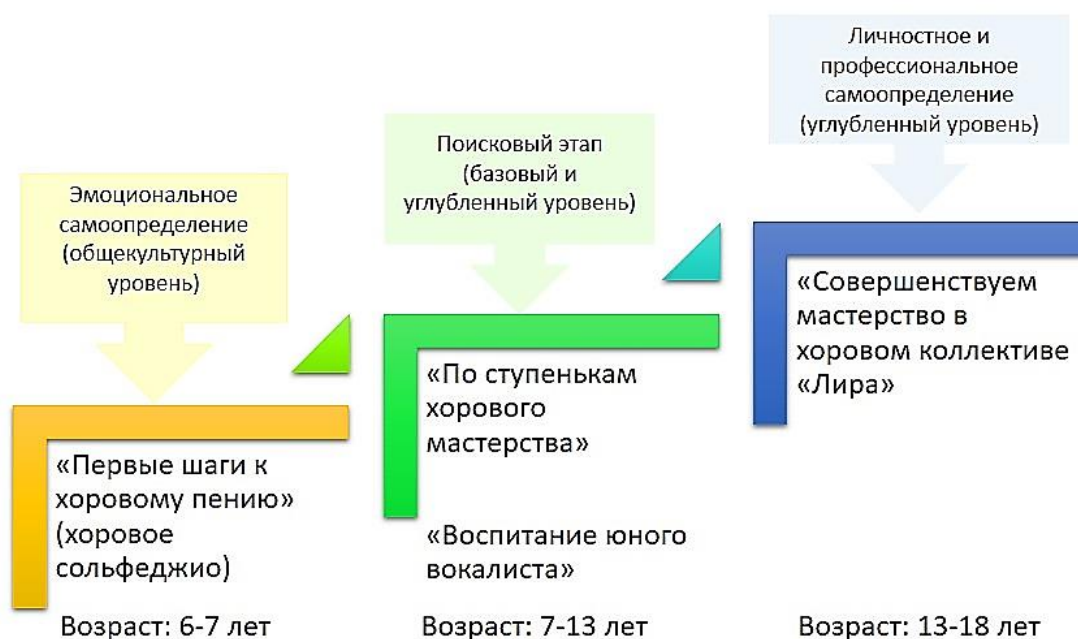 Эмоциональное
самоопределение
(общекультурный
уровень)
«Первые шаги к
хоровому пению»
(хоровое
сольфеджио)
Возраст: 6-7 лет
Поисковый этап
(базовый и
углубленный уровень)
«По ступенькам
хорового
мастерства»
«Воспитание юного
вокалиста»
Возраст: 7-13 лет
Личностное и
профессиональное
самоопределение
(углубленный уровень)
«Совершенствуем
мастерство в
хоровом коллективе
«Лира»
Возраст: 13-18 лет